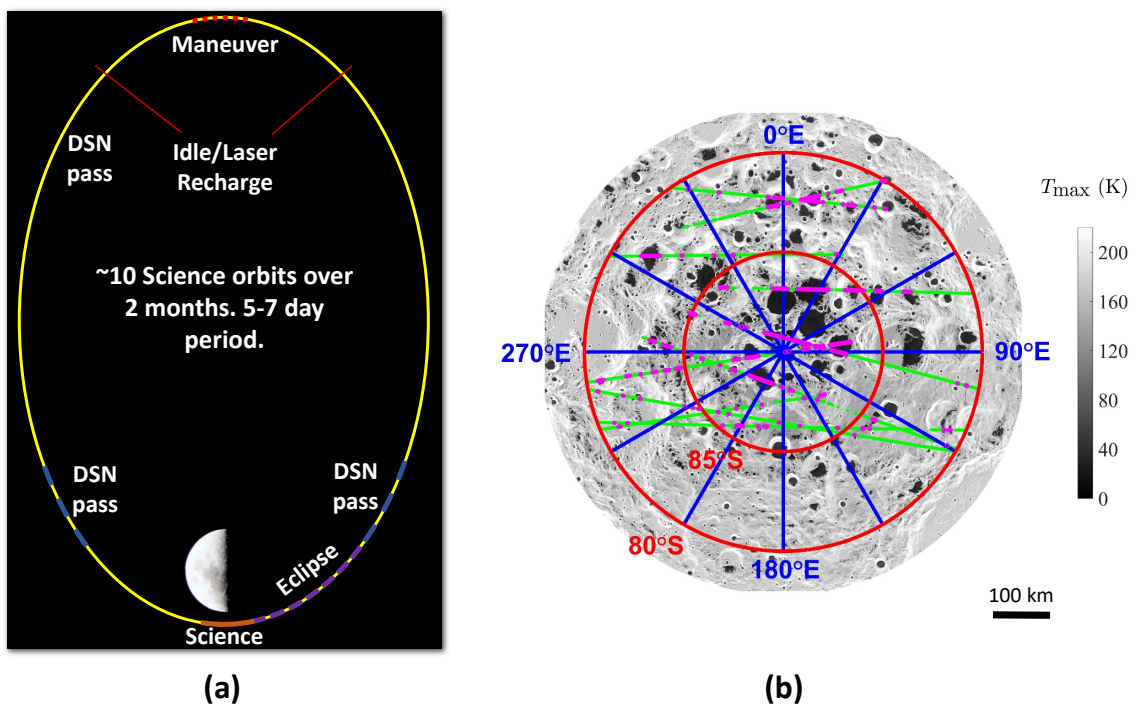 Maneuver
DSN
pass
Idle/Laser
Recharge
~10 Science orbits over
2 months. 5-7 day
period.
DSN
pass
DSN
pass
Eclipse
Science
(a)
0°E
270°E
90°E
85°S
80°S
180°E
T_max (K)
200
160
120
80
40
0
100 km
(b)